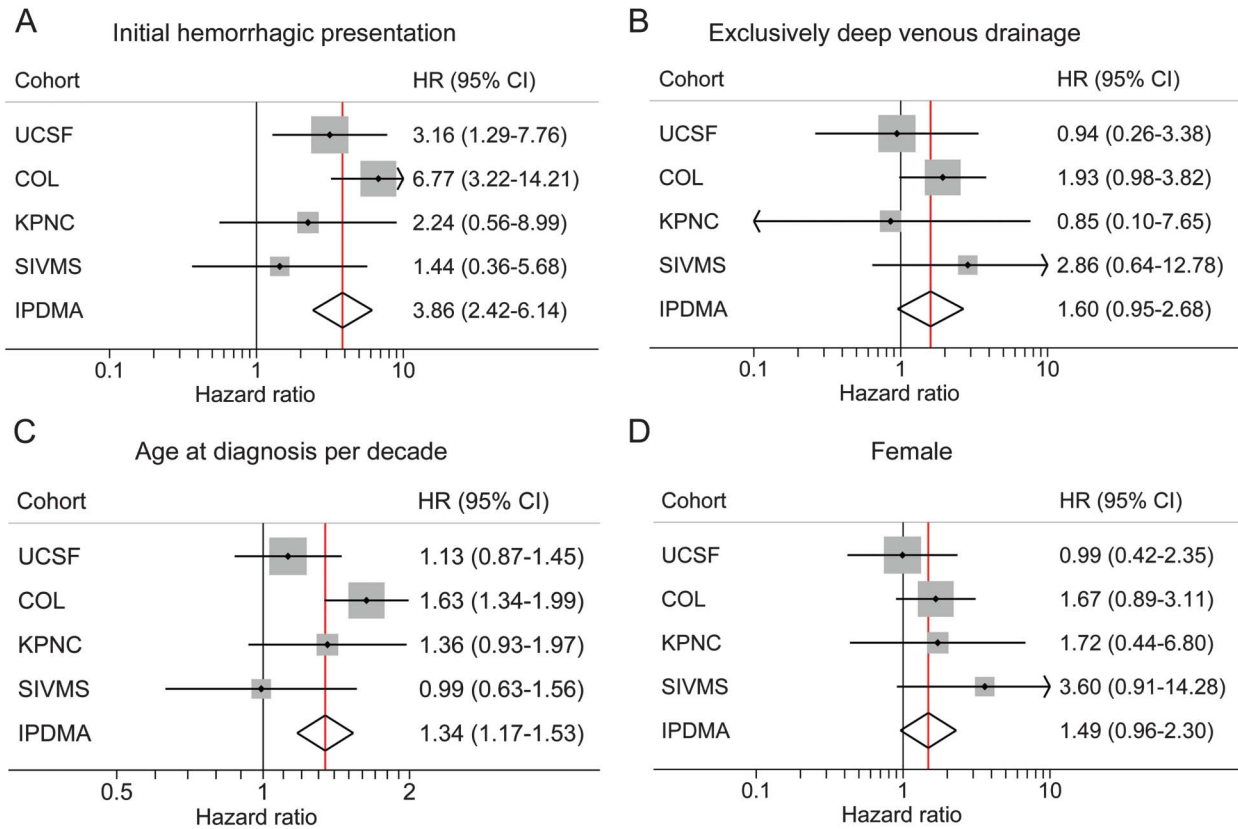 A
Initial hemorrhagic presentation
Cohort HR (95% CI)
UCSF 3.16 (1.29-7.76)
COL 6.77 (3.22-14.21)
KPNC 2.24 (0.56-8.99)
SIVMS 1.44 (0.36-5.68)
IPDMA 3.86 (2.42-6.14)
0.1 1 10
Hazard ratio
B
Exclusively deep venous drainage
Cohort HR (95% CI)
UCSF 0.94 (0.26-3.38)
COL 1.93 (0.98-3.82)
KPNC 0.85 (0.10-7.65)
SIVMS 2.86 (0.64-12.78)
IPDMA 1.60 (0.95-2.68)
0.1 1 10
Hazard ratio
C
Age at diagnosis per decade
Cohort HR (95% CI)
UCSF 1.13 (0.87-1.45)
COL 1.63 (1.34-1.99)
KPNC 1.36 (0.93-1.97)
SIVMS 0.99 (0.63-1.56)
IPDMA 1.34 (1.17-1.53)
0.5 1 2
Hazard ratio
D
Female
Cohort HR (95% CI)
UCSF 0.99 (0.42-2.35)
COL 1.67 (0.89-3.11)
KPNC 1.72 (0.44-6.80)
SIVMS 3.60 (0.91-14.28)
IPDMA 1.49 (0.96-2.30)
0.1 1 10
Hazard ratio